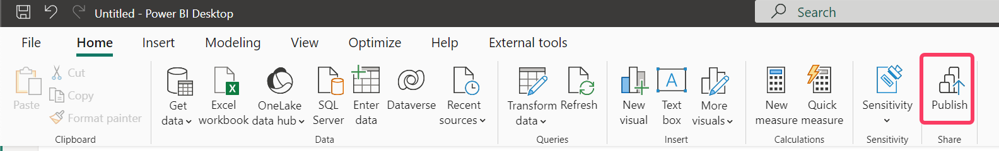 Untitled - Power BI Desktop
Search
File
Home
Insert
Modeling
View
Optimize
Help
External tools
Paste
Cut
Copy
Format painter
Clipboard
Get
data
Excel
workbook
OneLake
data hub
SQL
Server
Enter
data
Dataverse
Recent
sources
Data
Transform
data
Refresh
Queries
New
visual
Text
box
More
visuals
Insert
New
measure
Quick
measure
Calculations
Sensitivity
Sensitivity
Publish
Share